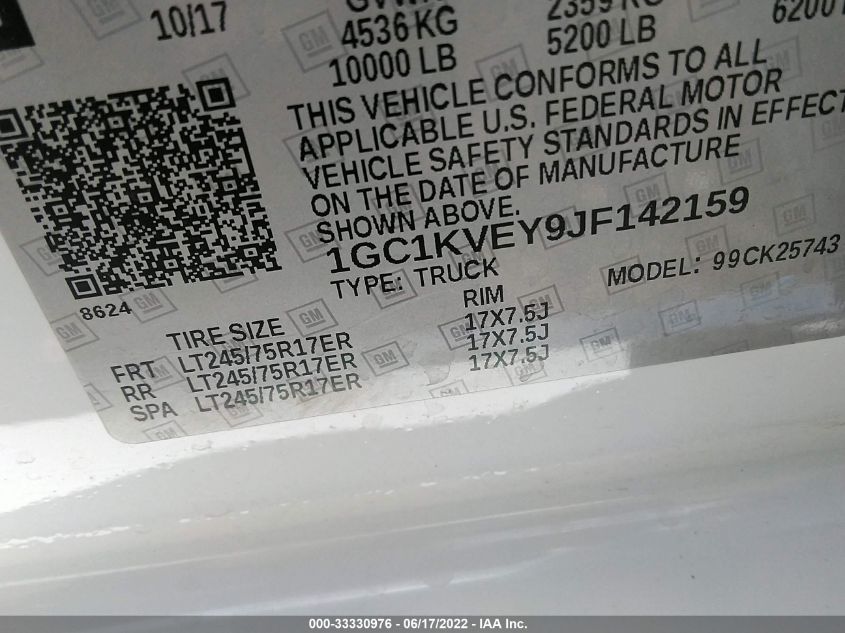 10/17
4536 KG
5200 LB
10000 LB
THIS VEHICLE CONFORMS TO ALL
APPLICABLE U.S. FEDERAL MOTOR
VEHICLE SAFETY STANDARDS IN EFFECT
ON THE DATE OF MANUFACTURE
SHOWN ABOVE.
1GC1KVEY9JF142159
TYPE: TRUCK
MODEL: 99CK25743
8624
TIRE SIZE RIM
FRT LT245/75R17ER 17X7.5J
RR LT245/75R17ER 17X7.5J
SPA LT245/75R17ER 17X7.5J
GM
000-33330976 - 06/17/2022 - IAA Inc.